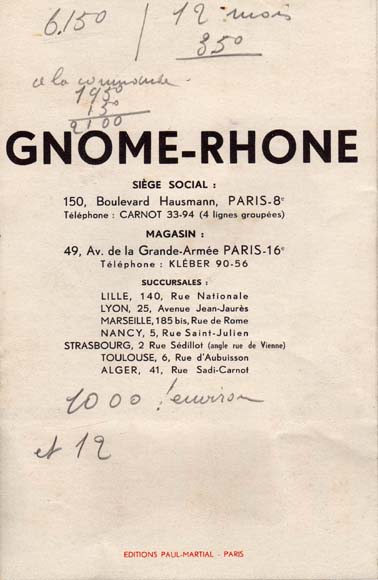 6.150 / 12 mois
350
a la commande
1950
150
2100
GNOME-RHONE
SIÈGE SOCIAL :
150, Boulevard Hausmann, PARIS-8e
Téléphone : CARNOT 33-94 (4 lignes groupées)
MAGASIN :
49, Av. de la Grande-Armée PARIS-16e
Téléphone : KLÉBER 90-56
SUCCURSALES :
LILLE, 140, Rue Nationale
LYON, 25, Avenue Jean-Jaurès
MARSEILLE, 185 bis, Rue de Rome
NANCY, 5, Rue Saint-Julien
STRASBOURG, 2 Rue Sédillot (angle rue de Vienne)
TOULOUSE, 6, Rue d'Aubuisson
ALGER, 41, Rue Sadi-Carnot
1000 environ
et 12
EDITIONS PAUL-MARTIAL - PARIS